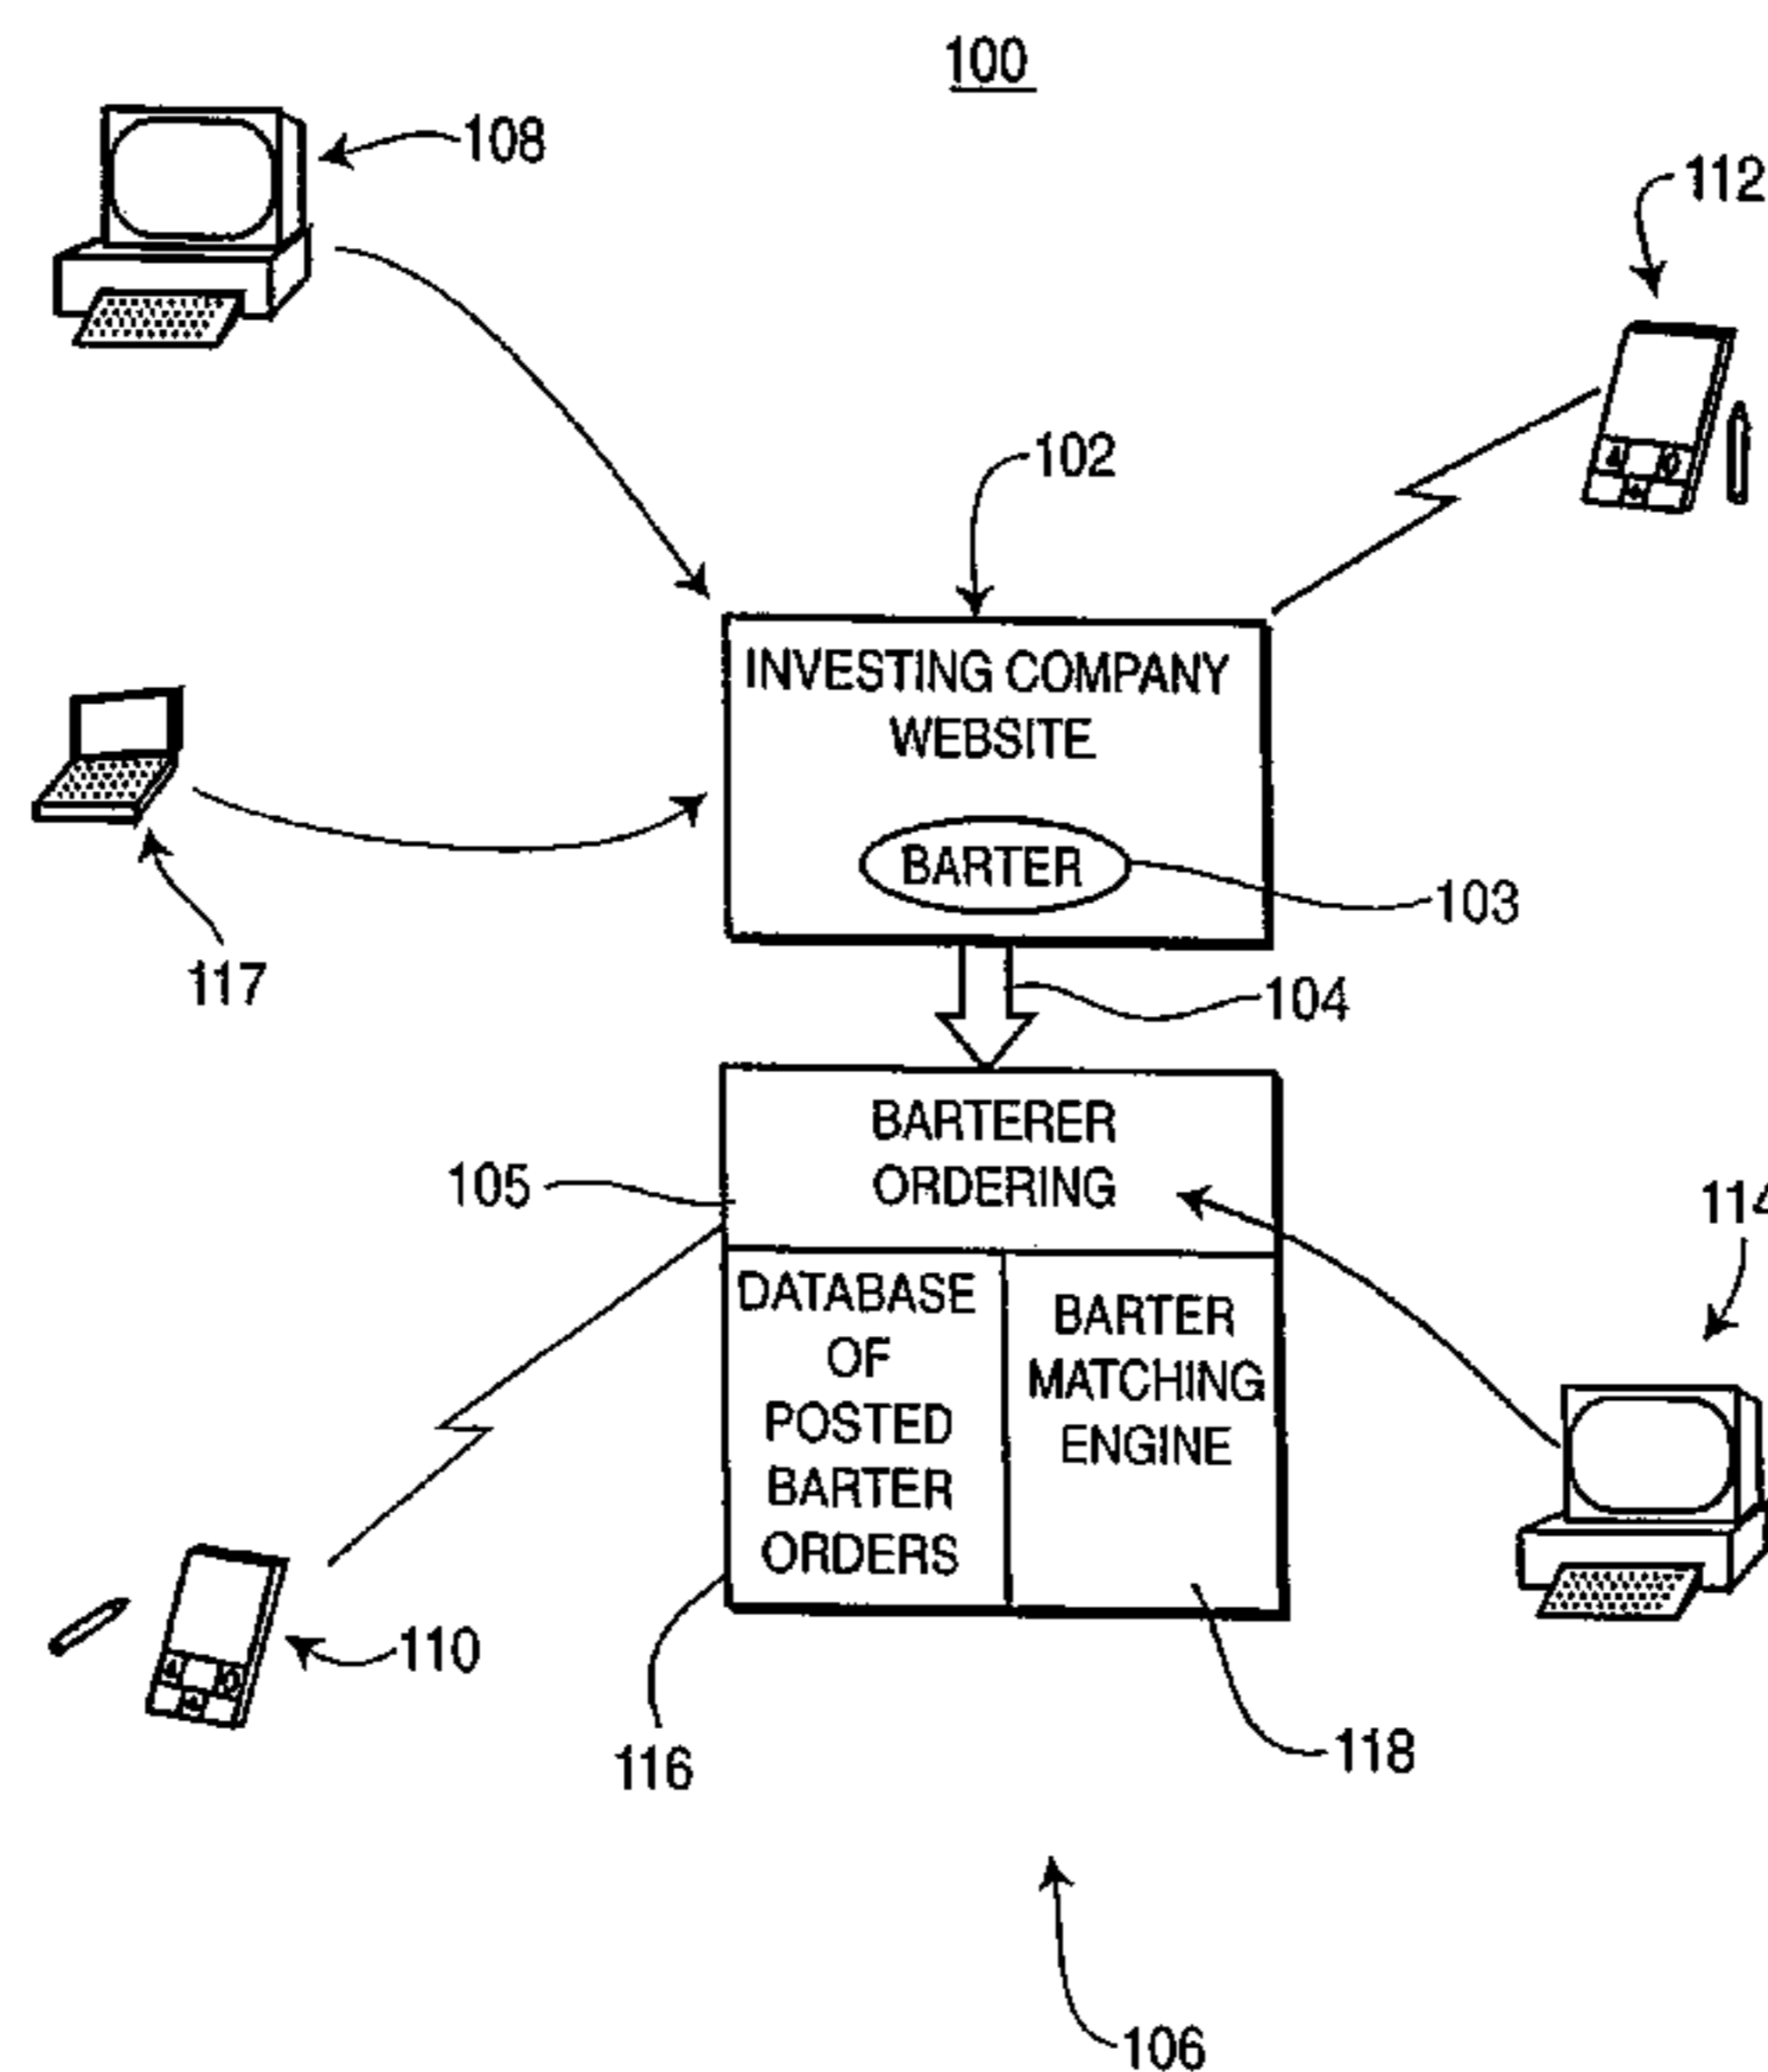 100
108
112
102
INVESTING COMPANY
WEBSITE
BARTER
103
117
104
BARTERER
ORDERING
105
114
DATABASE
OF
POSTED
BARTER
ORDERS
BARTER
MATCHING
ENGINE
110
116
118
106